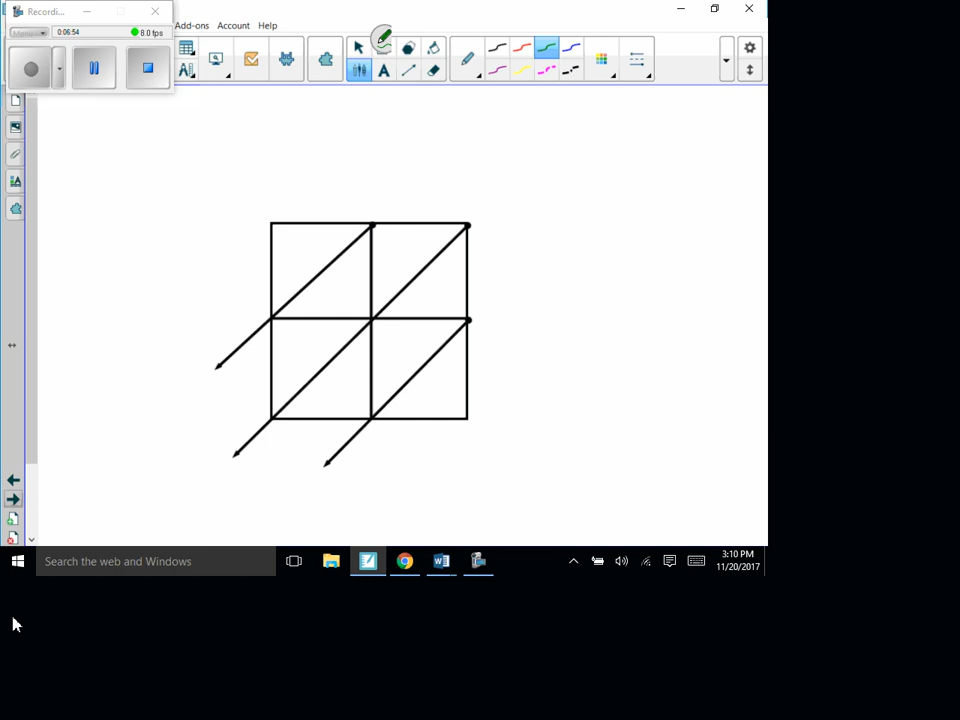 Recordi...
0:06:54
8.0 fps
Add-ons Account Help
Search the web and Windows
3:10 PM
11/20/2017